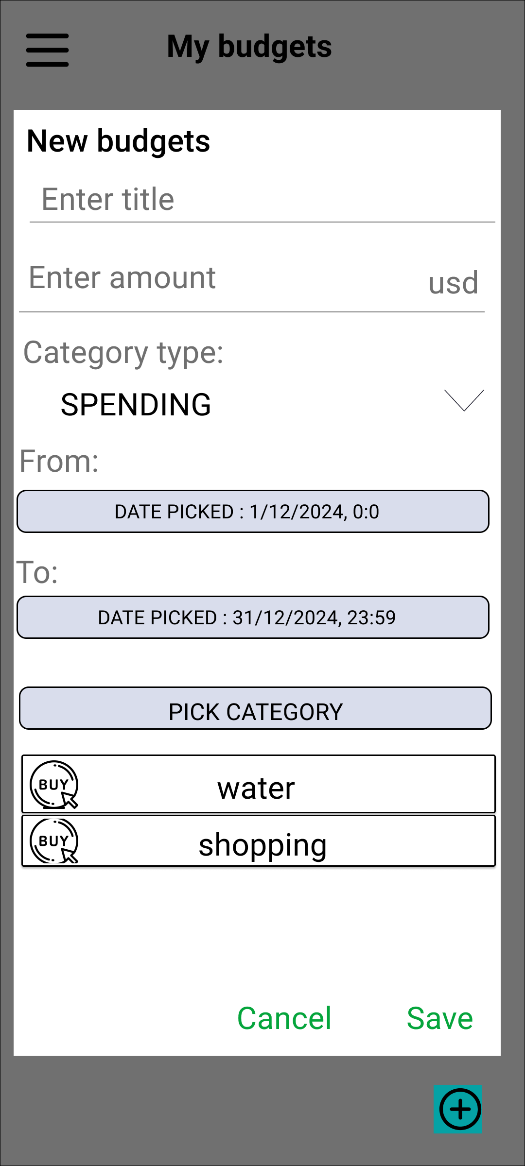 My budgets
New budgets
Enter title
Enter amount
usd
Category type:
SPENDING
From:
DATE PICKED : 1/12/2024, 0:0
To:
DATE PICKED : 31/12/2024, 23:59
PICK CATEGORY
BUY water
BUY shopping
Cancel Save